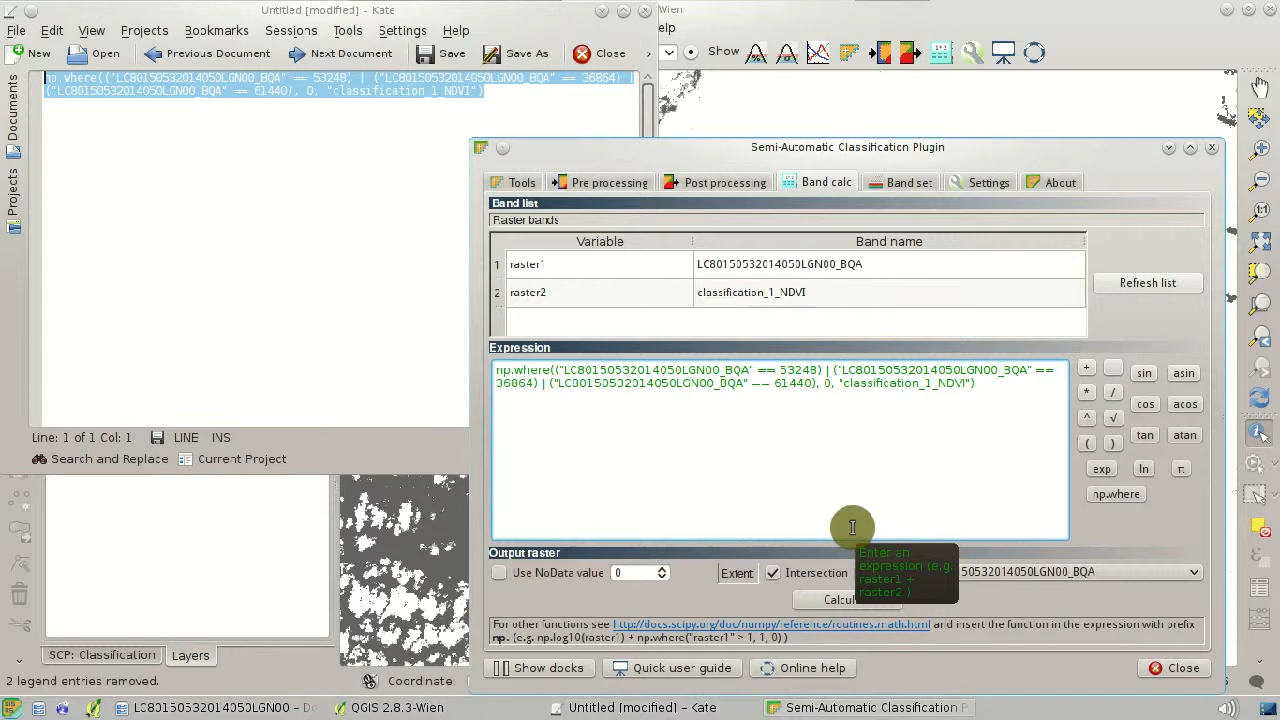 Untitled [modified] - Kate
File Edit View Projects Bookmarks Sessions Tools Settings Help
New Open Previous Document Next Document Save Save As Close
np.where(("LC80150532014050LGN00_BQA" == 53248) | ("LC80150532014050LGN00_BQA" == 36864) |
("LC80150532014050LGN00_BQA" == 61440), 0, "classification_1_NDVI")
Documents
Projects
Line: 1 of 1 Col: 1 LINE INS
Search and Replace Current Project
Wien
elp
Show
Semi-Automatic Classification Plugin
Tools Pre processing Post processing Band calc Band set Settings About
Band list
Raster bands
Variable Band name
1 raster1 LC80150532014050LGN00_BQA
2 raster2 classification_1_NDVI
Refresh list
Expression
np.where(("LC80150532014050LGN00_BQA" == 53248) | ("LC80150532014050LGN00_BQA" ==
36864) | ("LC80150532014050LGN00_BQA" == 61440), 0, "classification_1_NDVI")
+ sin asin
* / cos acos
^ √ tan atan
( )
exp ln π
np.where
Enter an
expression (e.g.
raster1 +
raster2 )
Output raster
Use NoData value 0 Extent Intersection 50532014050LGN00_BQA
Calcu
For other functions see http://docs.scipy.org/doc/numpy/reference/routines.math.html and insert the function in the expression with prefix
np. (e.g. np.log10(raster1) + np.where("raster1" > 1, 1, 0) )
Show docks Quick user guide Online help Close
SCP: Classification Layers
2 legend entries removed. Coordinate
LC80150532014050LGN00 – Do QGIS 2.8.3-Wien Untitled [modified] - Kate Semi-Automatic Classification P